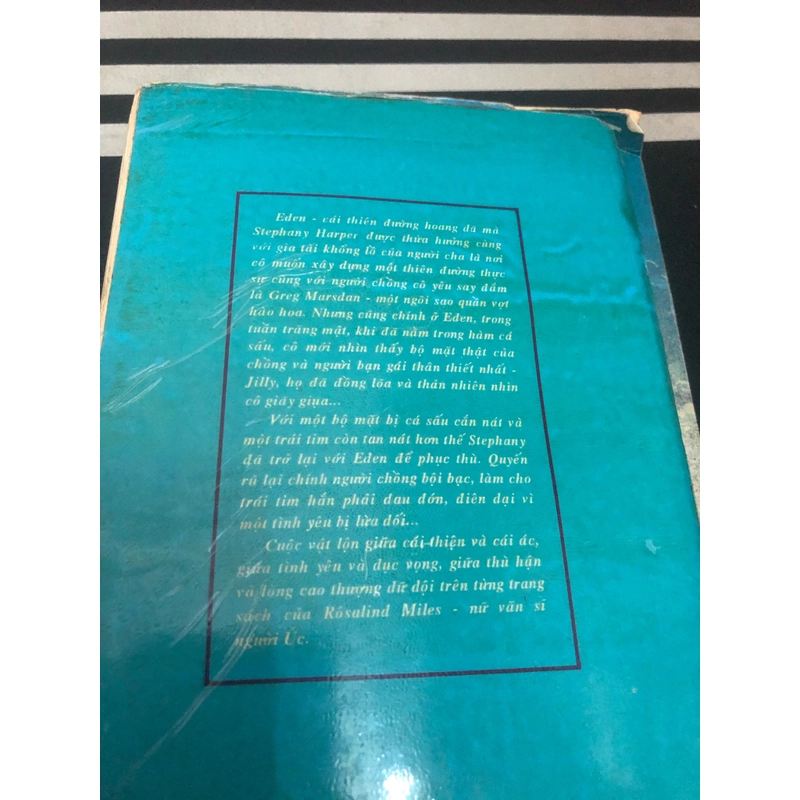 Eden - cái thiên đường hoang dã mà
Stephany Harper được thừa hưởng cùng
với gia tài khổng lồ của người cha là nơi
cô muốn xây dựng một thiên đường thực
sự cùng với người chồng cô yêu say đắm
là Greg Marsdan - một ngôi sao quần vợt
hào hoa. Nhưng cũng chính ở Eden, trong
tuần trăng mật, khi đã nằm trong hàm cá
sấu, cô mới nhìn thấy bộ mặt thật của
chồng và người bạn gái thân thiết nhất -
Jilly, họ đã đồng lõa và thản nhiên nhìn
cô giãy giụa...
Với một bộ mặt bị cá sấu cắn nát và
một trái tim còn tan nát hơn thế Stephany
đã trở lại với Eden để phục thù. Quyến
rũ lại chính người chồng bội bạc, làm cho
trái tim hắn phải đau đớn, điên dại vì
một tình yêu bị lừa dối...
Cuộc vật lộn giữa cái thiện và cái ác,
giữa tình yêu và dục vọng, giữa thù hận
và lòng cao thượng dữ dội trên từng trang
sách của Rosalind Miles - nữ văn sĩ
người Úc.